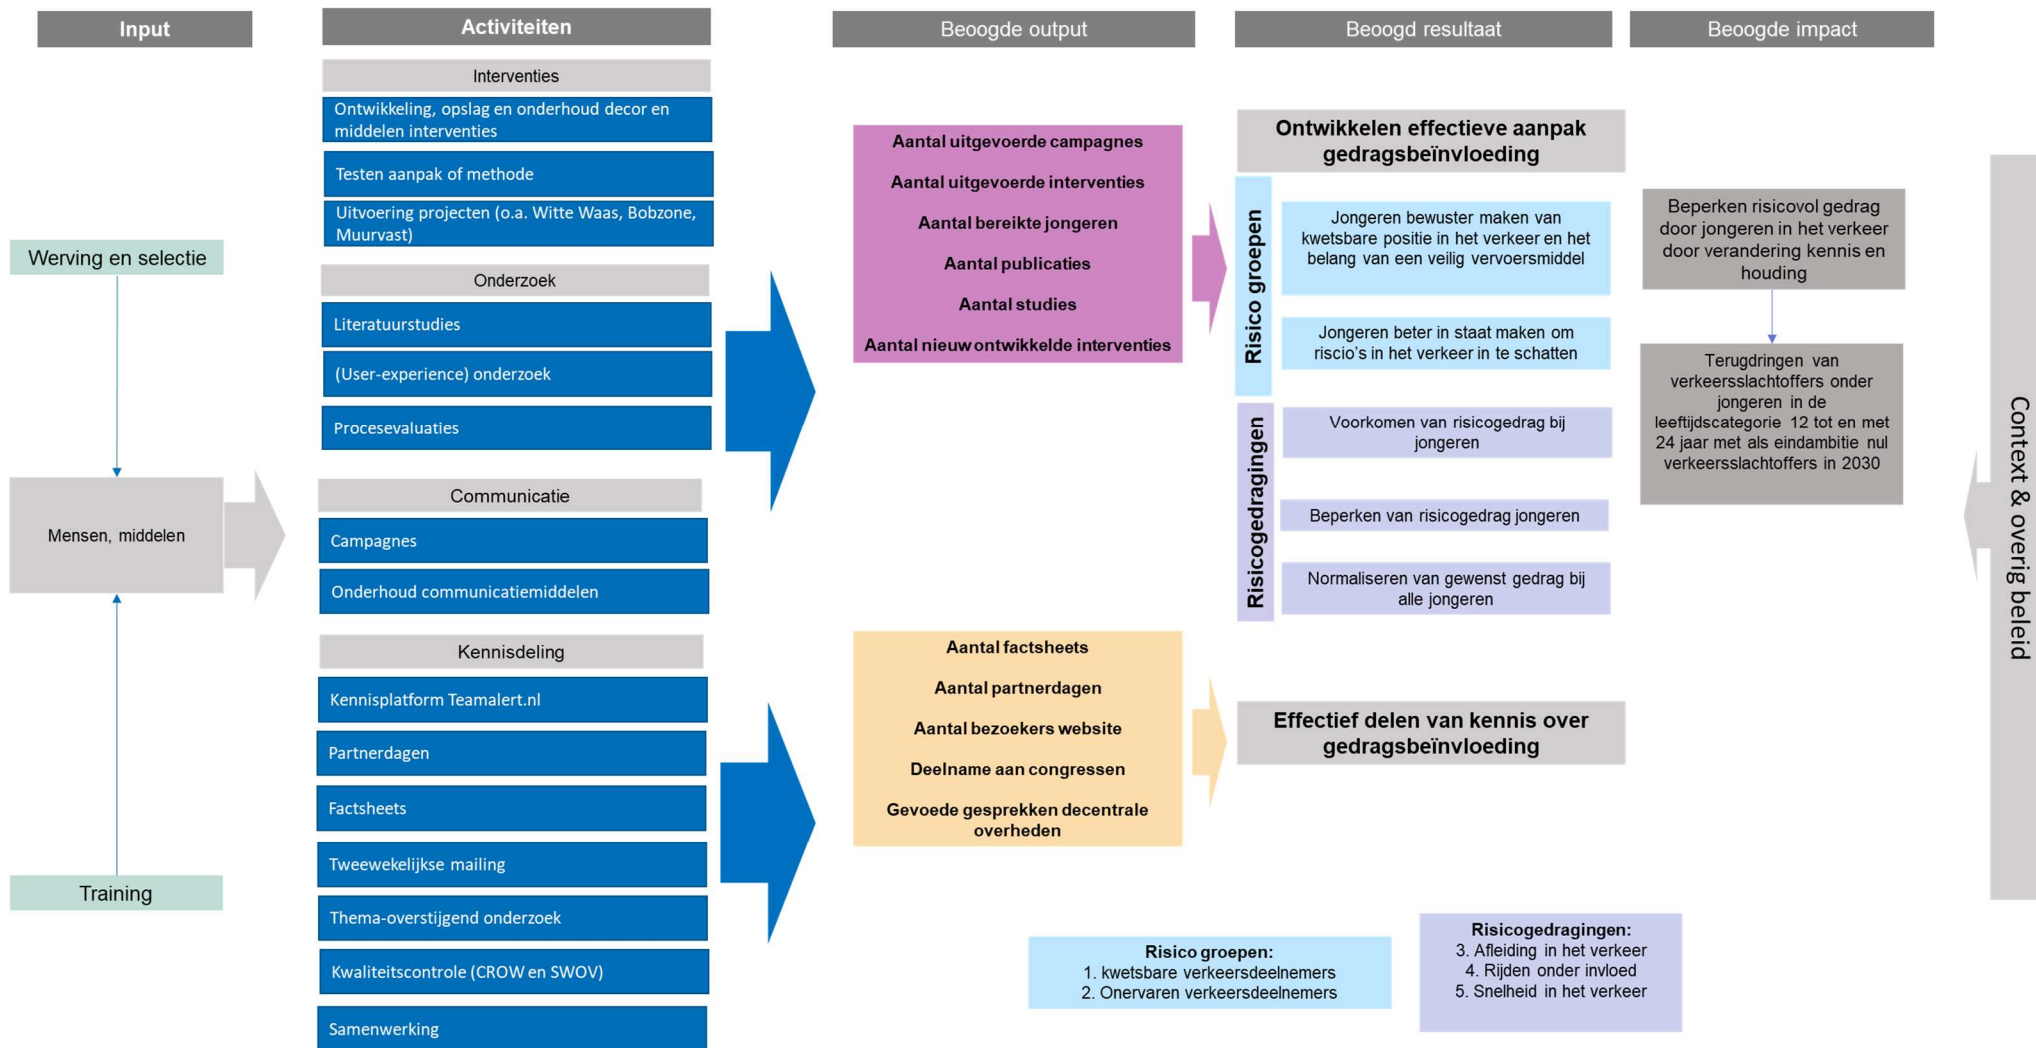 Input
Activiteiten
Beoogde output
Beoogd resultaat
Beoogde impact
Werving en selectie
Mensen, middelen
Training
Interventies
Ontwikkeling, opslag en onderhoud decor en
middelen interventies
Testen aanpak of methode
Uitvoering projecten (o.a. Witte Waas, Bobzone,
Muurvast)
Onderzoek
Literatuurstudies
(User-experience) onderzoek
Procesevaluaties
Communicatie
Campagnes
Onderhoud communicatiemiddelen
Kennisdeling
Kennisplatform Teamalert.nl
Partnerdagen
Factsheets
Tweewekelijkse mailing
Thema-overstijgend onderzoek
Kwaliteitscontrole (CROW en SWOV)
Samenwerking
Aantal uitgevoerde campagnes
Aantal uitgevoerde interventies
Aantal bereikte jongeren
Aantal publicaties
Aantal studies
Aantal nieuw ontwikkelde interventies
Aantal factsheets
Aantal partnerdagen
Aantal bezoekers website
Deelname aan congressen
Gevoede gesprekken decentrale
overheden
Ontwikkelen effectieve aanpak
gedragsbeïnvloeding
Risico groepen
Jongeren bewuster maken van
kwetsbare positie in het verkeer en het
belang van een veilig vervoersmiddel
Jongeren beter in staat maken om
riscio's in het verkeer in te schatten
Risicogedragingen
Voorkomen van risicogedrag bij
jongeren
Beperken van risicogedrag jongeren
Normaliseren van gewenst gedrag bij
alle jongeren
Effectief delen van kennis over
gedragsbeïnvloeding
Beperken risicovol gedrag
door jongeren in het verkeer
door verandering kennis en
houding
Terugdringen van
verkeersslachtoffers onder
jongeren in de
leeftijdscategorie 12 tot en met
24 jaar met als eindambitie nul
verkeersslachtoffers in 2030
Context & overig beleid
Risico groepen:
1. kwetsbare verkeersdeelnemers
2. Onervaren verkeersdeelnemers
Risicogedragingen:
3. Afleiding in het verkeer
4. Rijden onder invloed
5. Snelheid in het verkeer